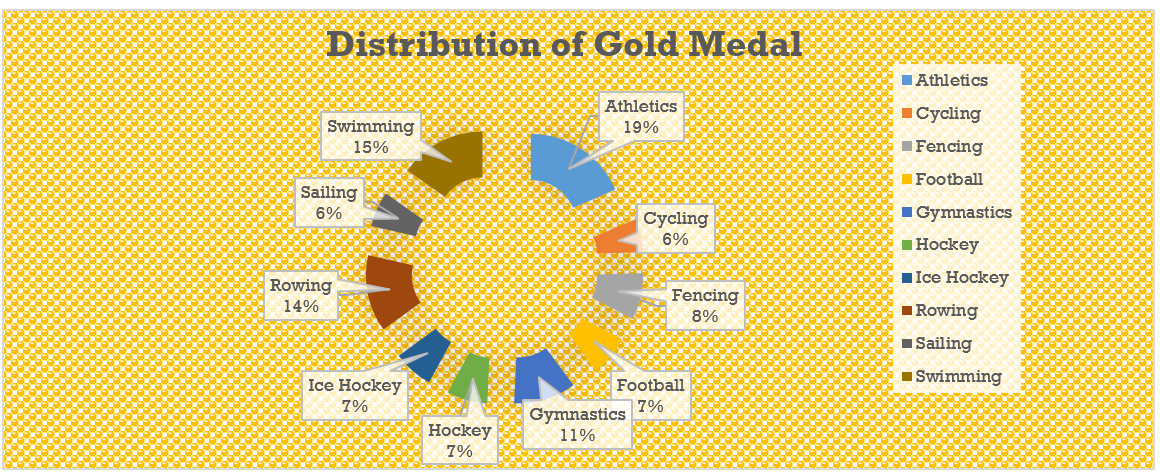 Distribution of Gold Medal
Athletics
19%
Cycling
6%
Fencing
8%
Football
7%
Gymnastics
11%
Hockey
7%
Ice Hockey
7%
Rowing
14%
Sailing
6%
Swimming
15%
Athletics
Cycling
Fencing
Football
Gymnastics
Hockey
Ice Hockey
Rowing
Sailing
Swimming